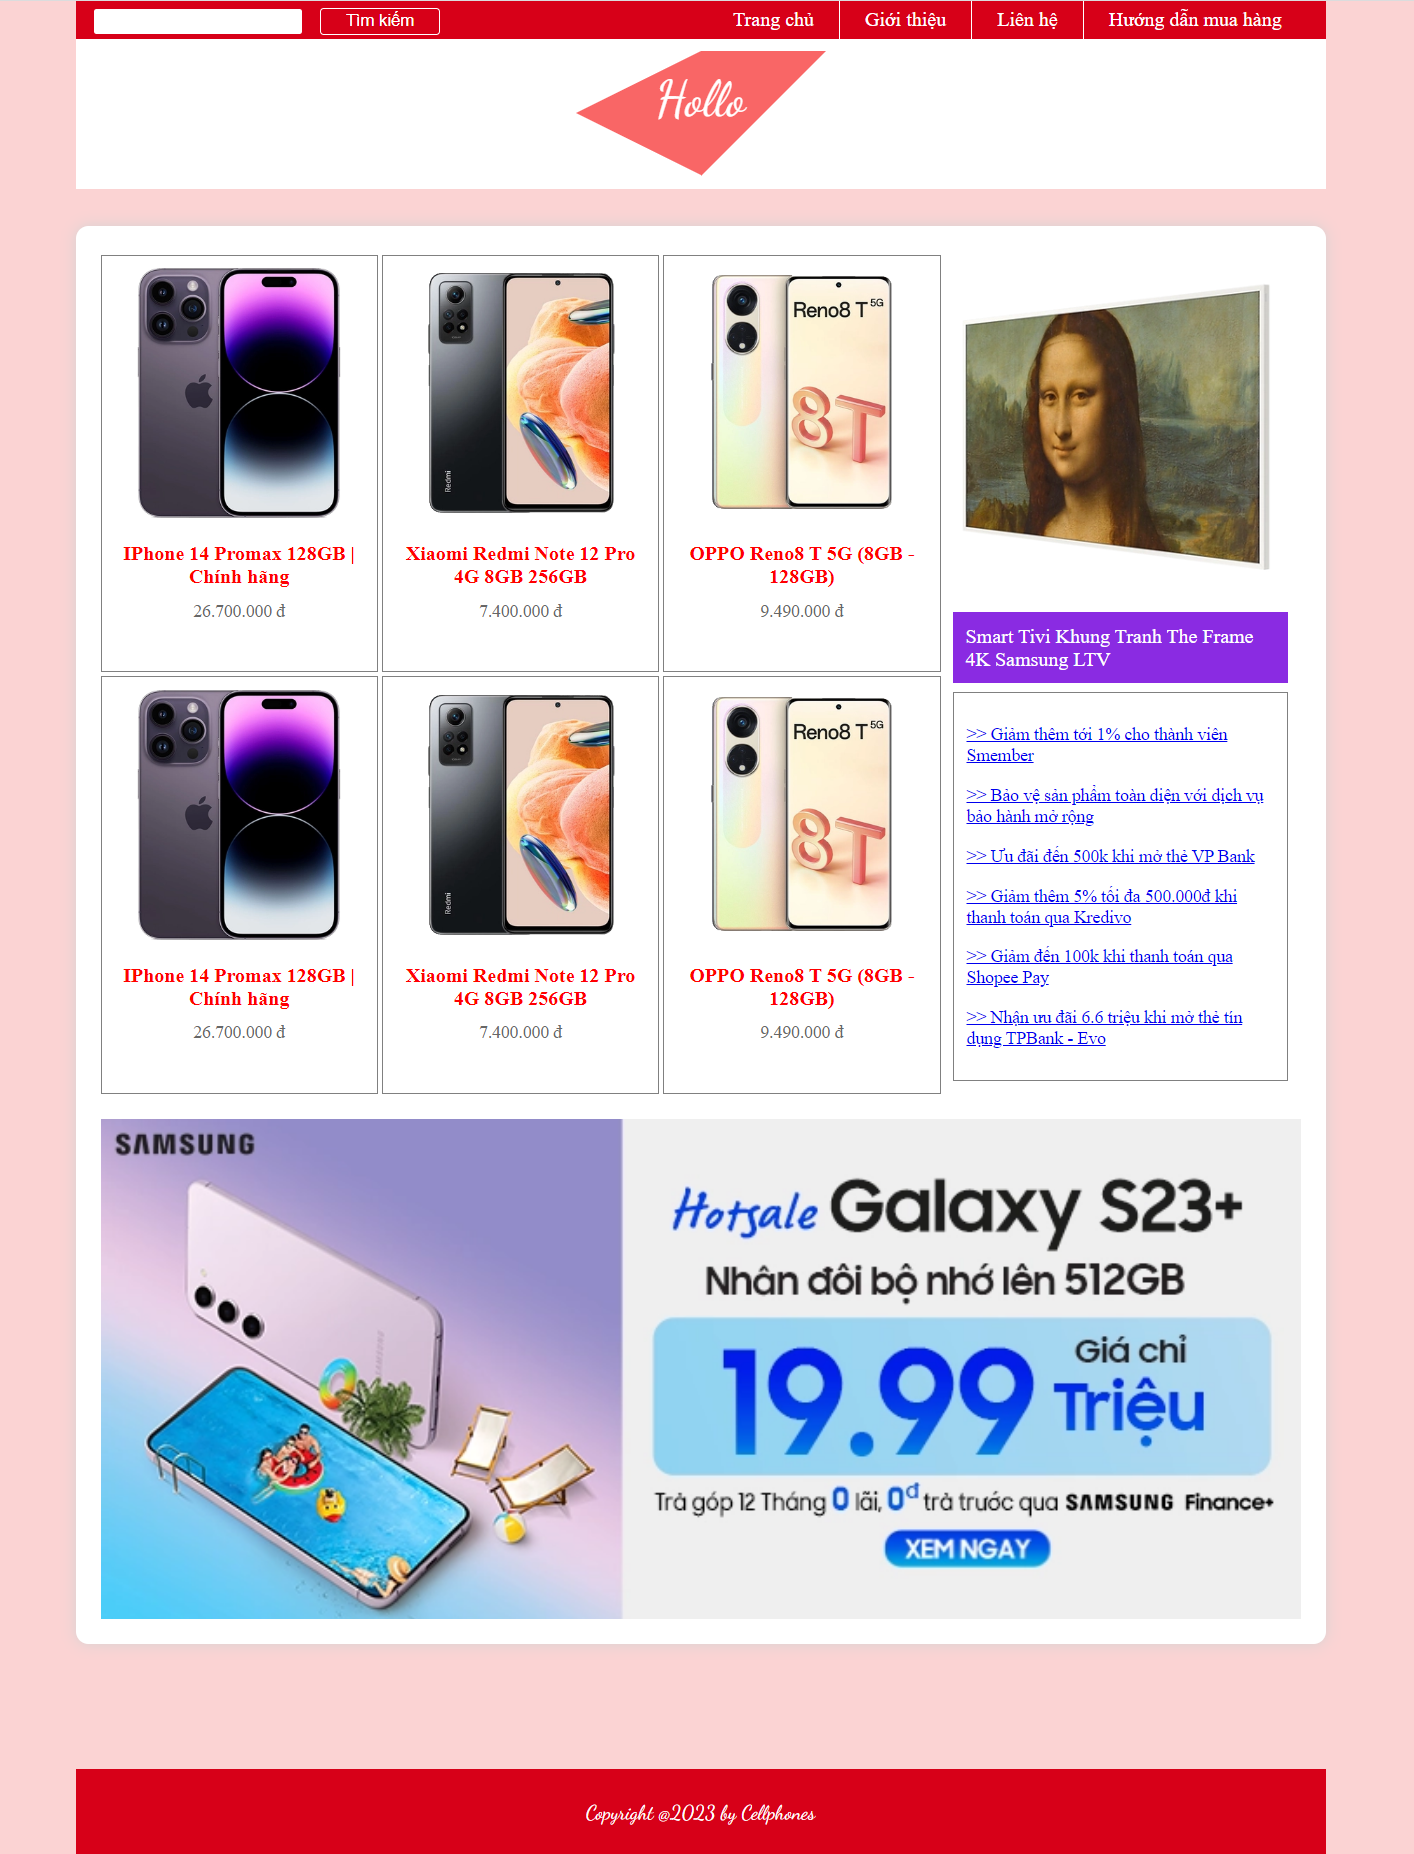 Tìm kiếm
Trang chủ
Giới thiệu
Liên hệ
Hướng dẫn mua hàng
Hollo
Redmi
Reno8 T 5G
8T
IPhone 14 Promax 128GB |
Chính hãng
26.700.000 đ
Xiaomi Redmi Note 12 Pro
4G 8GB 256GB
7.400.000 đ
OPPO Reno8 T 5G (8GB -
128GB)
9.490.000 đ
Redmi
Reno8 T 5G
8T
IPhone 14 Promax 128GB |
Chính hãng
26.700.000 đ
Xiaomi Redmi Note 12 Pro
4G 8GB 256GB
7.400.000 đ
OPPO Reno8 T 5G (8GB -
128GB)
9.490.000 đ
Smart Tivi Khung Tranh The Frame
4K Samsung LTV
>> Giảm thêm tới 1% cho thành viên
Smember
>> Bảo vệ sản phẩm toàn diện với dịch vụ
bảo hành mở rộng
>> Ưu đãi đến 500k khi mở thẻ VP Bank
>> Giảm thêm 5% tối đa 500.000đ khi
thanh toán qua Kredivo
>> Giảm đến 100k khi thanh toán qua
Shopee Pay
>> Nhận ưu đãi 6.6 triệu khi mở thẻ tín
dụng TPBank - Evo
SAMSUNG
SAMSUNG
Hotsale Galaxy S23+
Nhân đôi bộ nhớ lên 512GB
Giá chỉ
19.99 Triệu
Trả góp 12 Tháng 0 lãi, 0đ trả trước qua SAMSUNG Finance+
XEM NGAY
Copyright @2023 by Cellphones